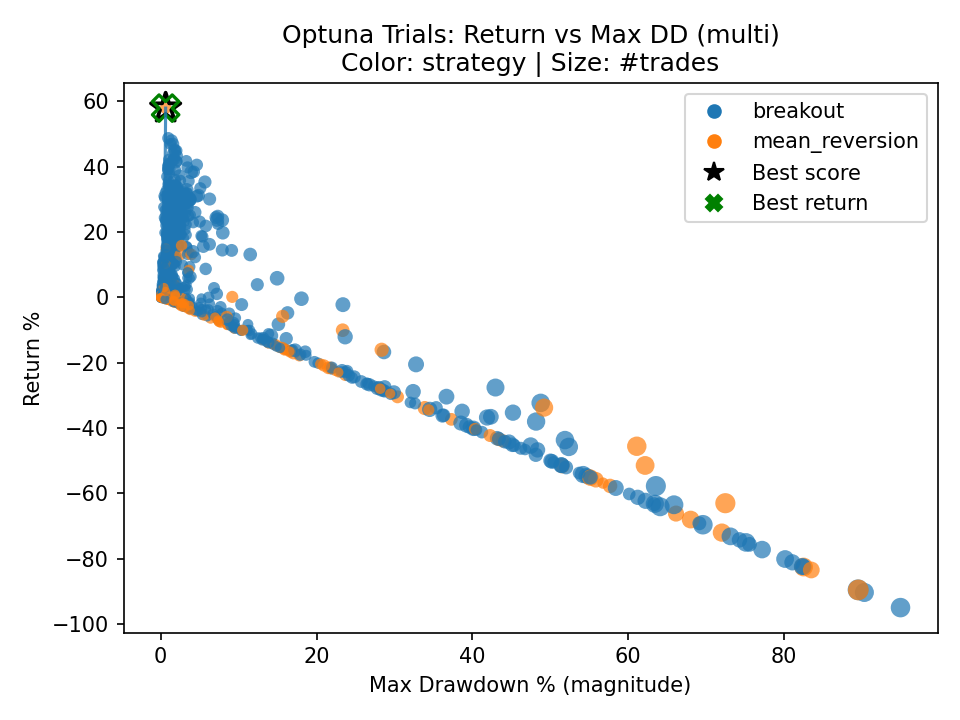 Optuna Trials: Return vs Max DD (multi)
Color: strategy | Size: #trades
breakout
mean_reversion
Best score
Best return
60
40
20
0
−20
−40
−60
−80
−100
Return %
0
20
40
60
80
Max Drawdown % (magnitude)